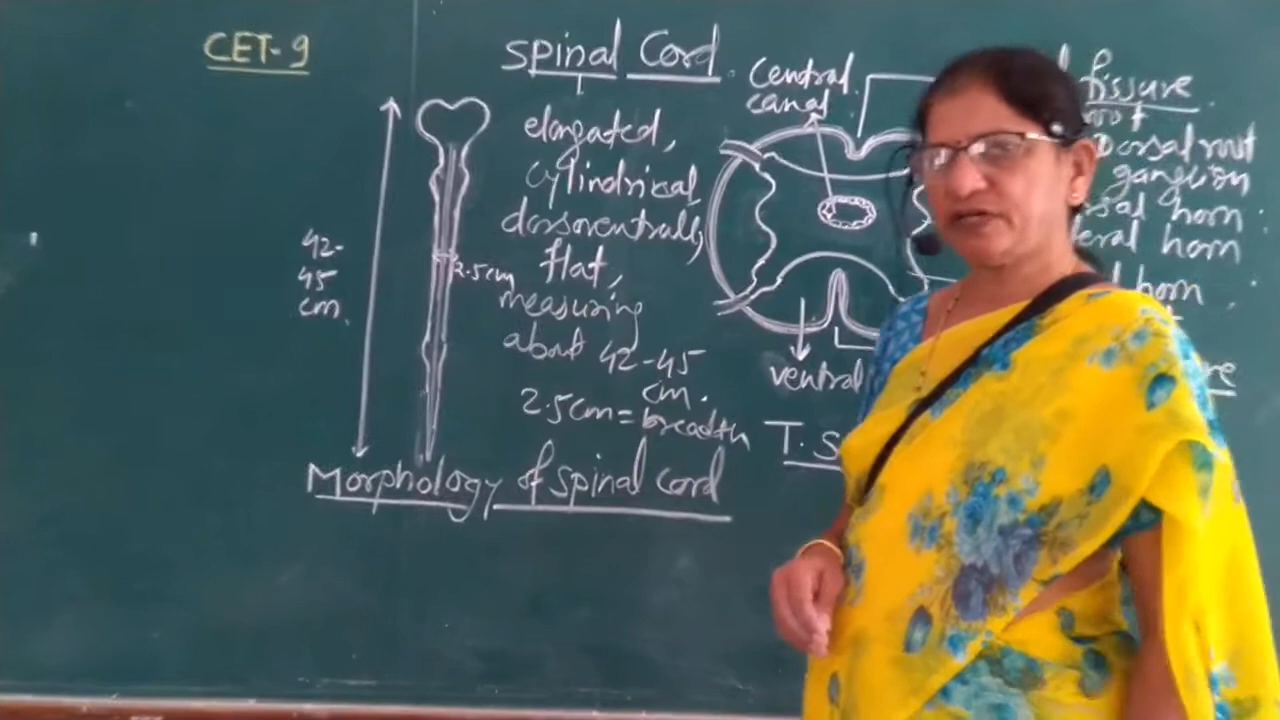 CET-9
Spinal Cord.
elongated,
cylindrical
dorsoventrally
flat,
measuring
about 42-45
cm.
2.5cm = breadth
42-
45
cm.
2.5cm
Morphology of spinal cord
Central
canal
fissure
Dorsal root
ganglion
horn
horn
horn
ventral
T.S